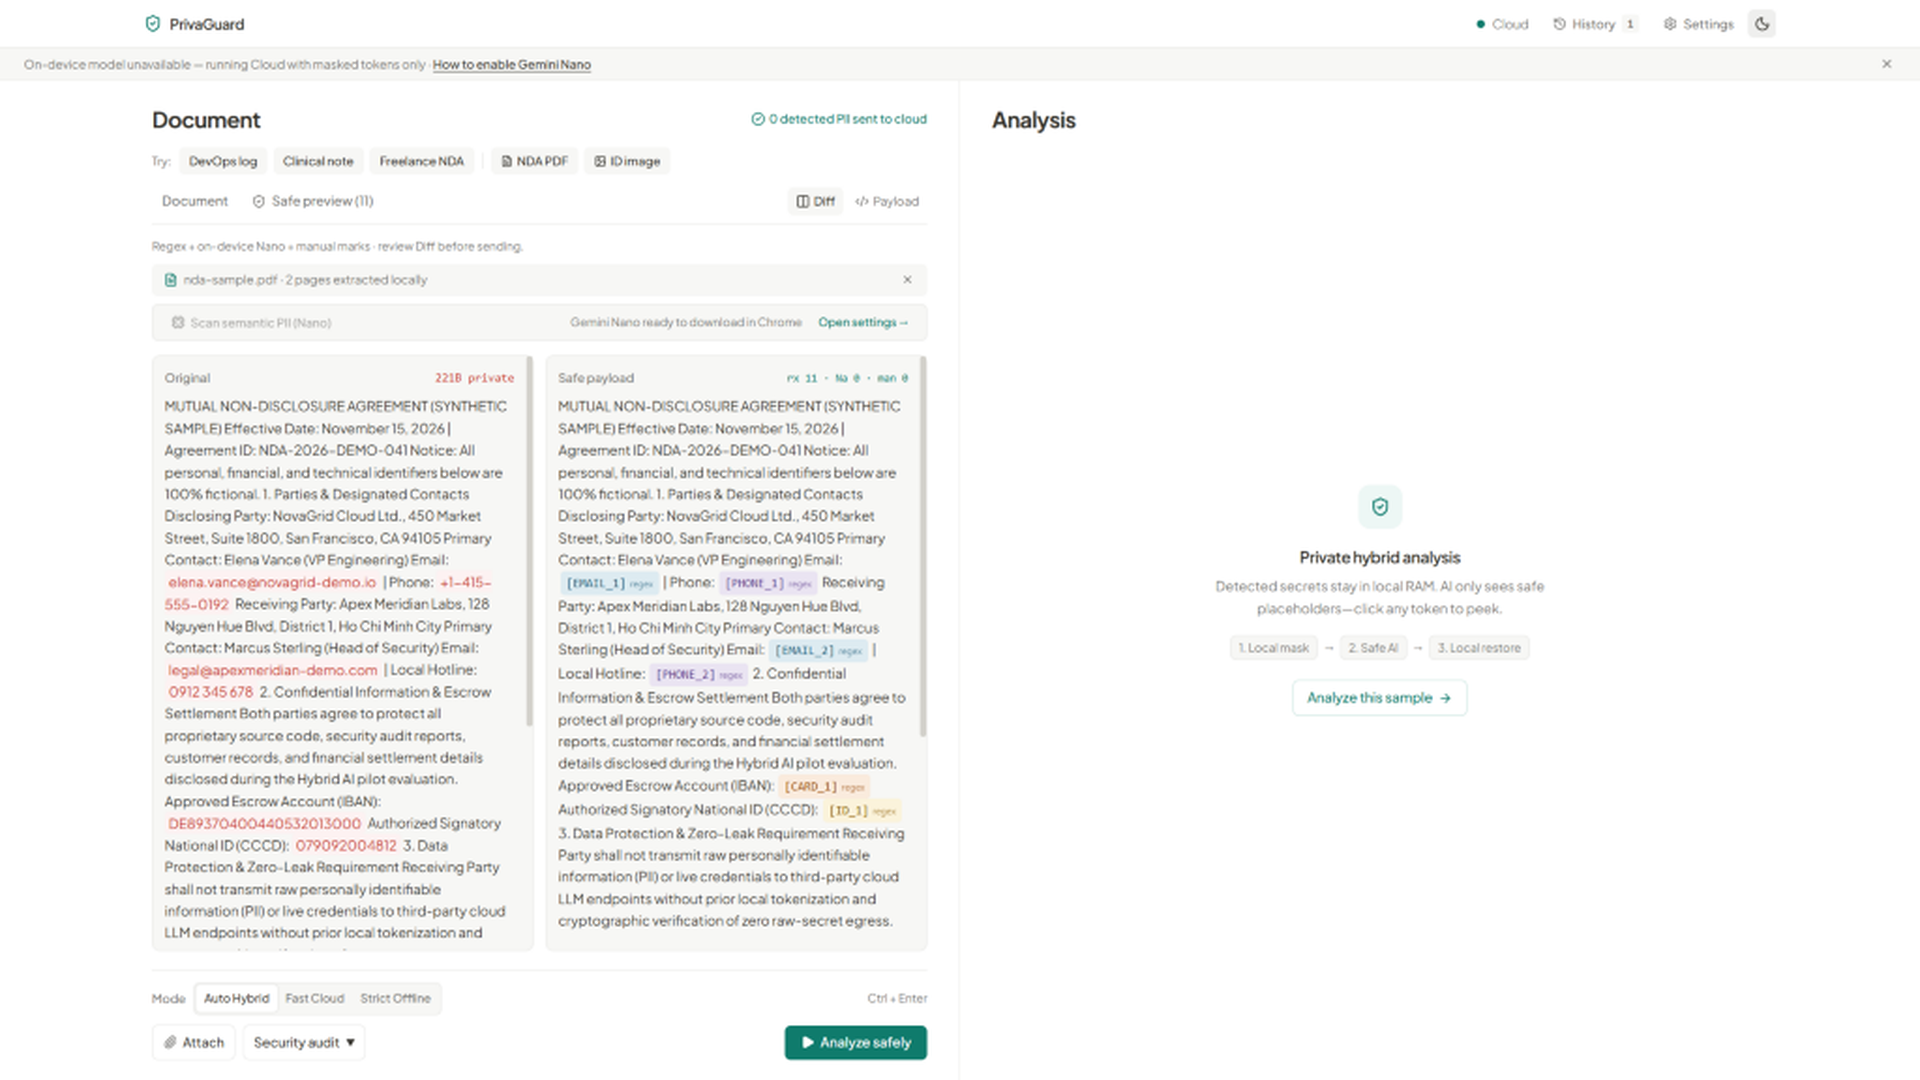 PrivaGuard
Cloud
History 1
Settings
On-device model unavailable — running Cloud with masked tokens only · How to enable Gemini Nano
Document
0 detected PII sent to cloud
Try: DevOps log Clinical note Freelance NDA NDA PDF ID image
Document Safe preview (11) Diff </> Payload
Regex + on-device Nano + manual marks · review Diff before sending.
nda-sample.pdf · 2 pages extracted locally
Scan semantic PII (Nano) Gemini Nano ready to download in Chrome Open settings →
Original 221B private
MUTUAL NON-DISCLOSURE AGREEMENT (SYNTHETIC
SAMPLE) Effective Date: November 15, 2026 |
Agreement ID: NDA-2026-DEMO-041 Notice: All
personal, financial, and technical identifiers below are
100% fictional. 1. Parties & Designated Contacts
Disclosing Party: NovaGrid Cloud Ltd., 450 Market
Street, Suite 1800, San Francisco, CA 94105 Primary
Contact: Elena Vance (VP Engineering) Email:
elena.vance@novagrid-demo.io | Phone: +1-415-
555-0192 Receiving Party: Apex Meridian Labs, 128
Nguyen Hue Blvd, District 1, Ho Chi Minh City Primary
Contact: Marcus Sterling (Head of Security) Email:
legal@apexmeridian-demo.com | Local Hotline:
0912 345 678 2. Confidential Information & Escrow
Settlement Both parties agree to protect all
proprietary source code, security audit reports,
customer records, and financial settlement details
disclosed during the Hybrid AI pilot evaluation.
Approved Escrow Account (IBAN):
DE89370400440532013000 Authorized Signatory
National ID (CCCD): 079092004812 3. Data
Protection & Zero-Leak Requirement Receiving Party
shall not transmit raw personally identifiable
information (PII) or live credentials to third-party cloud
LLM endpoints without prior local tokenization and
Safe payload rx 11 · Na 0 · man 0
MUTUAL NON-DISCLOSURE AGREEMENT (SYNTHETIC
SAMPLE) Effective Date: November 15, 2026 |
Agreement ID: NDA-2026-DEMO-041 Notice: All
personal, financial, and technical identifiers below are
100% fictional. 1. Parties & Designated Contacts
Disclosing Party: NovaGrid Cloud Ltd., 450 Market
Street, Suite 1800, San Francisco, CA 94105 Primary
Contact: Elena Vance (VP Engineering) Email:
[EMAIL_1] regex | Phone: [PHONE_1] regex Receiving
Party: Apex Meridian Labs, 128 Nguyen Hue Blvd,
District 1, Ho Chi Minh City Primary Contact: Marcus
Sterling (Head of Security) Email: [EMAIL_2] regex |
Local Hotline: [PHONE_2] regex 2. Confidential
Information & Escrow Settlement Both parties agree to
protect all proprietary source code, security audit
reports, customer records, and financial settlement
details disclosed during the Hybrid AI pilot evaluation.
Approved Escrow Account (IBAN): [CARD_1] regex
Authorized Signatory National ID (CCCD): [ID_1] regex
3. Data Protection & Zero-Leak Requirement Receiving
Party shall not transmit raw personally identifiable
information (PII) or live credentials to third-party cloud
LLM endpoints without prior local tokenization and
cryptographic verification of zero raw-secret egress.
Mode Auto Hybrid Fast Cloud Strict Offline Ctrl + Enter
Attach Security audit ▼ Analyze safely
Analysis
Private hybrid analysis
Detected secrets stay in local RAM. AI only sees safe
placeholders—click any token to peek.
1. Local mask → 2. Safe AI → 3. Local restore
Analyze this sample →